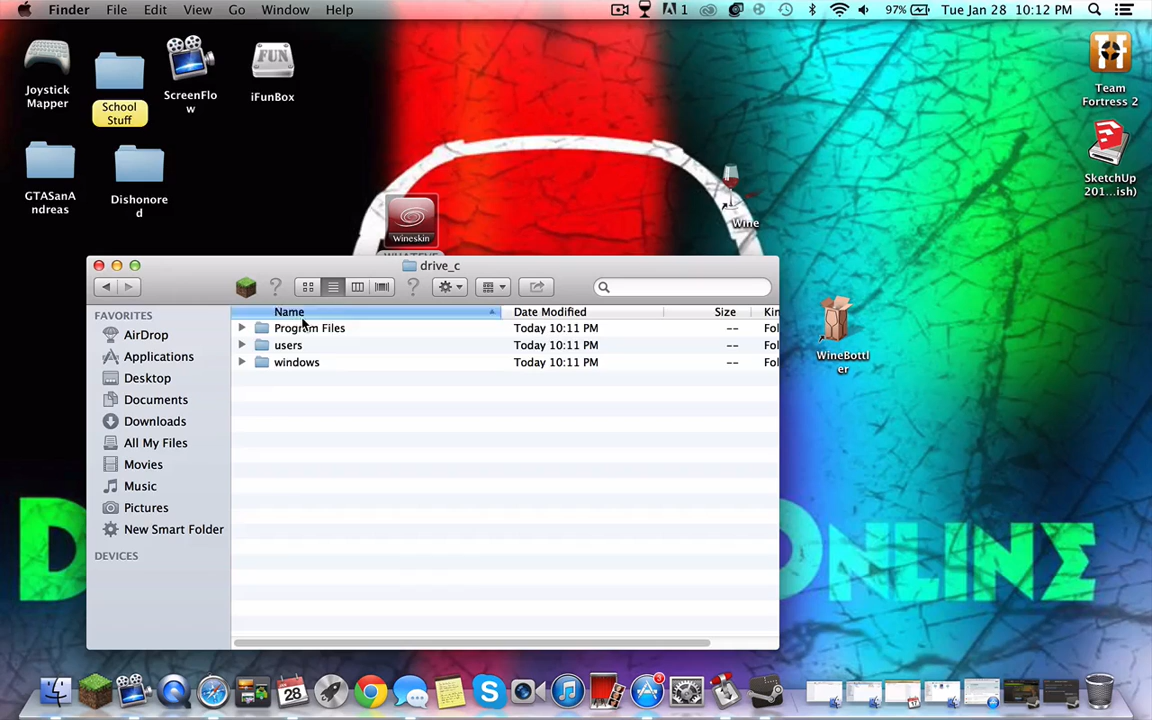 Finder File Edit View Go Window Help
1 97% Tue Jan 28 10:12 PM
Joystick
Mapper
School
Stuff
ScreenFlo
w
FUN
iFunBox
Team
Fortress 2
GTASanA
ndreas
Dishonore
d
Wineskin
Wine
SketchUp
201...ish)
WineBottl
er
drive_c
FAVORITES
AirDrop
Applications
Desktop
Documents
Downloads
All My Files
Movies
Music
Pictures
New Smart Folder
DEVICES
Name Date Modified Size Kin
Program Files Today 10:11 PM -- Fol
users Today 10:11 PM -- Fol
windows Today 10:11 PM -- Fol
28
3